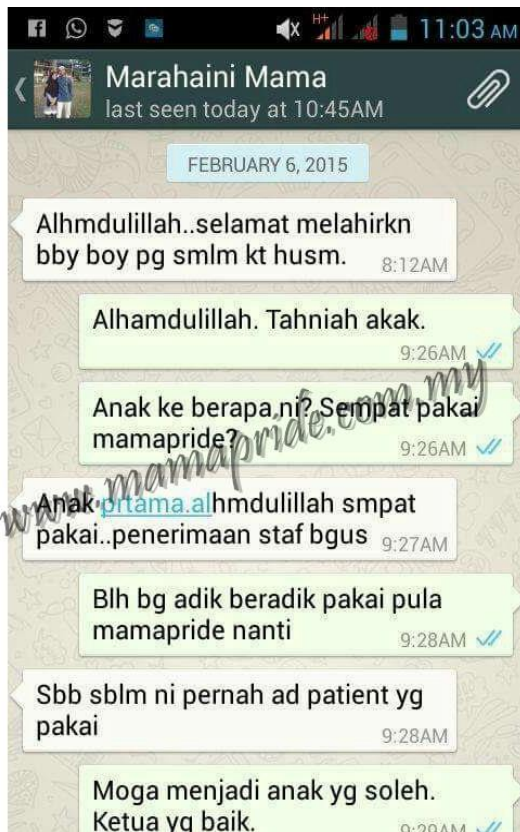 H+
11:03 AM
Marahaini Mama
last seen today at 10:45AM
FEBRUARY 6, 2015
Alhmdulillah..selamat melahirkn
bby boy pg smlm kt husm.
8:12AM
Alhamdulillah. Tahniah akak.
9:26AM
Anak ke berapa ni? Sempat pakai
mamapride?
9:26AM
www.mamapride.com.my
Anak prtama.alhmdulillah smpat
pakai..penerimaan staf bgus
9:27AM
Blh bg adik beradik pakai pula
mamapride nanti
9:28AM
Sbb sblm ni pernah ad patient yg
pakai
9:28AM
Moga menjadi anak yg soleh.
Ketua yg baik.
9:29AM